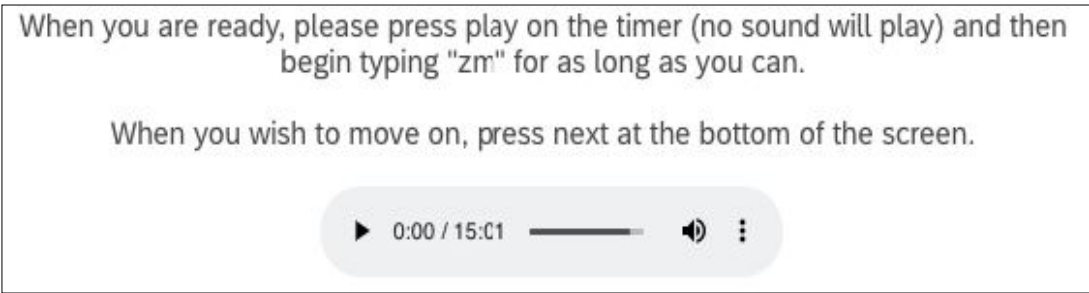 When you are ready, please press play on the timer (no sound will play) and then
begin typing "zm" for as long as you can.
When you wish to move on, press next at the bottom of the screen.
0:00 / 15:01